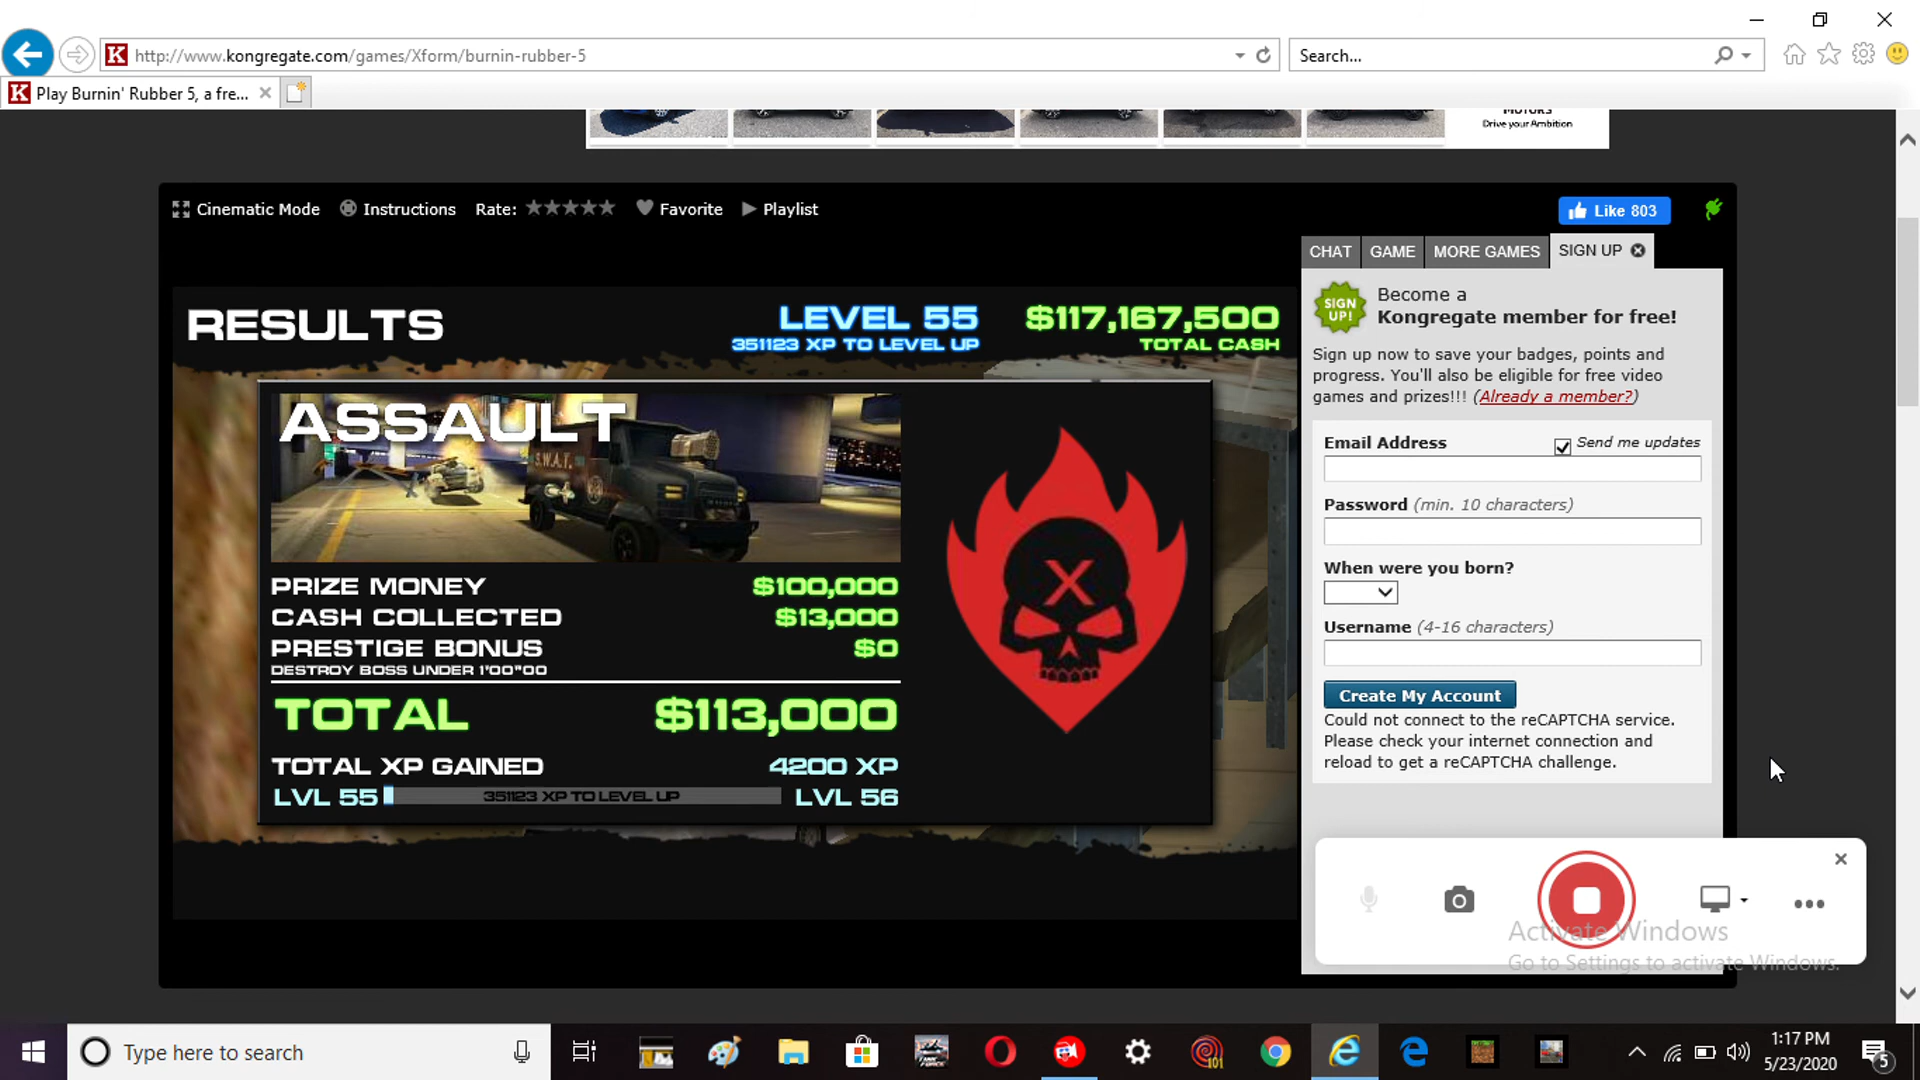 http://www.kongregate.com/games/Xform/burnin-rubber-5
Search...
Play Burnin' Rubber 5, a fre...
MOTORS
Drive your Ambition
Cinematic Mode
Instructions
Rate:
Favorite
Playlist
Like 803
CHAT
GAME
MORE GAMES
SIGN UP
RESULTS
LEVEL 55
351123 XP TO LEVEL UP
$117,167,500
TOTAL CASH
ASSAULT
S.W.A.T.
PRIZE MONEY $100,000
CASH COLLECTED $13,000
PRESTIGE BONUS $0
DESTROY BOSS UNDER 1'00"00
TOTAL $113,000
TOTAL XP GAINED 4200 XP
LVL 55 351123 XP TO LEVEL UP LVL 56
X
SIGN UP!
Become a
Kongregate member for free!
Sign up now to save your badges, points and
progress. You'll also be eligible for free video
games and prizes!!! (Already a member?)
Email Address Send me updates
Password (min. 10 characters)
When were you born?
Username (4-16 characters)
Create My Account
Could not connect to the reCAPTCHA service.
Please check your internet connection and
reload to get a reCAPTCHA challenge.
Activate Windows
Go to Settings to activate Windows.
Type here to search
101
1:17 PM
5/23/2020
5